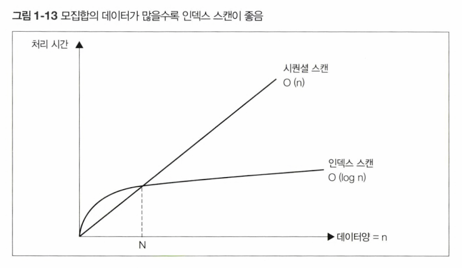 그림 1-13 모집합의 데이터가 많을수록 인덱스 스캔이 좋음
처리 시간
시퀀셜 스캔
O (n)
인덱스 스캔
O (log n)
N
데이터양 = n